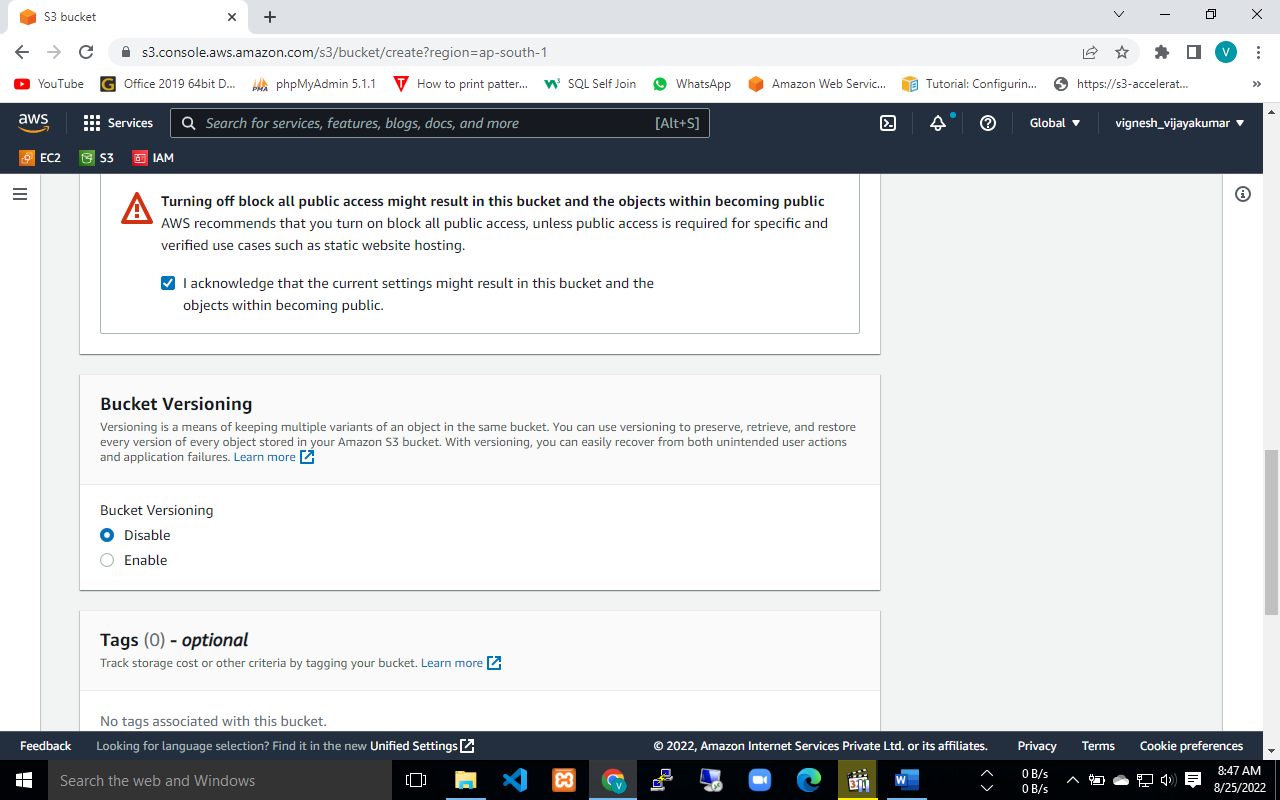 S3 bucket
s3.console.aws.amazon.com/s3/bucket/create?region=ap-south-1
V
YouTube
Office 2019 64bit D...
phpMyAdmin 5.1.1
How to print patter...
SQL Self Join
WhatsApp
Amazon Web Servic...
Tutorial: Configurin...
https://s3-accelerat...
aws
Services
Search for services, features, blogs, docs, and more
[Alt+S]
Global
vignesh_vijayakumar
EC2
S3
IAM
Turning off block all public access might result in this bucket and the objects within becoming public
AWS recommends that you turn on block all public access, unless public access is required for specific and
verified use cases such as static website hosting.
I acknowledge that the current settings might result in this bucket and the
objects within becoming public.
Bucket Versioning
Versioning is a means of keeping multiple variants of an object in the same bucket. You can use versioning to preserve, retrieve, and restore
every version of every object stored in your Amazon S3 bucket. With versioning, you can easily recover from both unintended user actions
and application failures. Learn more
Bucket Versioning
Disable
Enable
Tags (0) - optional
Track storage cost or other criteria by tagging your bucket. Learn more
No tags associated with this bucket.
Feedback
Looking for language selection? Find it in the new Unified Settings
© 2022, Amazon Internet Services Private Ltd. or its affiliates.
Privacy
Terms
Cookie preferences
Search the web and Windows
0 B/s
0 B/s
8:47 AM
8/25/2022